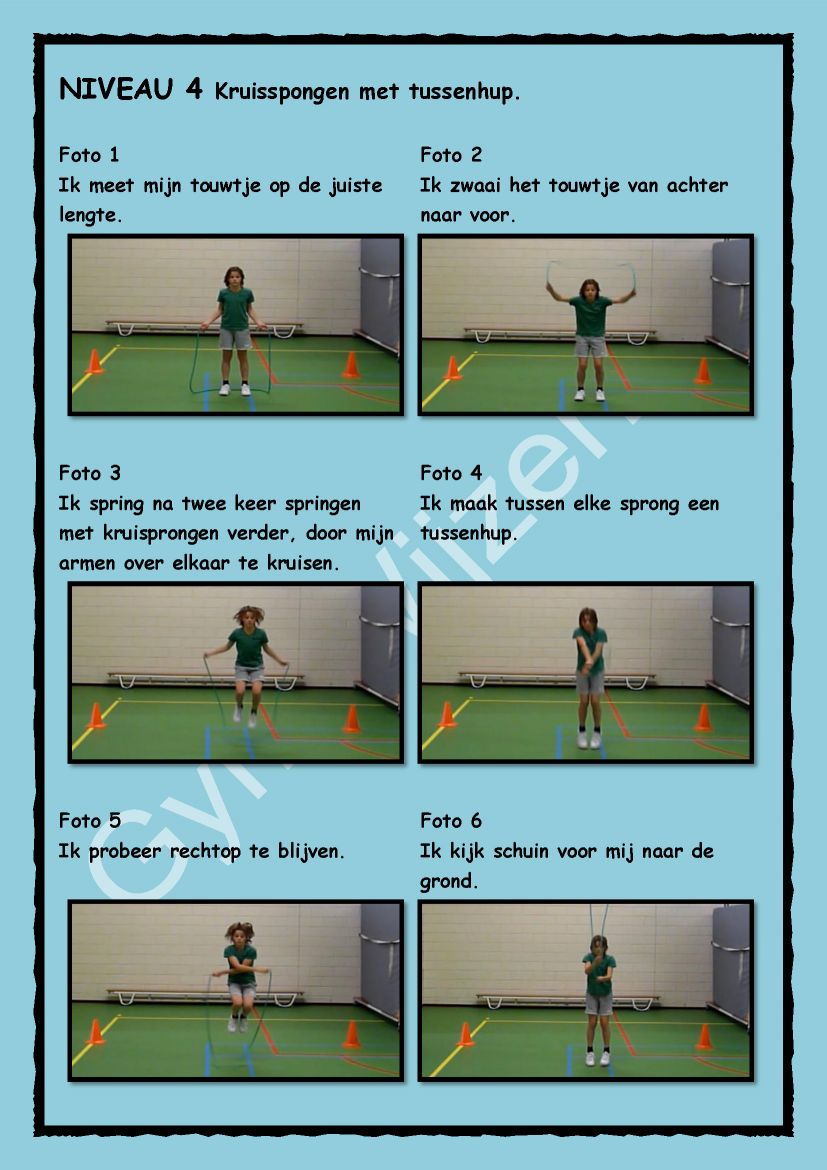 NIVEAU 4 Kruisspongen met tussenhup.
Foto 1
Ik meet mijn touwtje op de juiste
lengte.
Foto 2
Ik zwaai het touwtje van achter
naar voor.
Foto 3
Ik spring na twee keer springen
met kruisprongen verder, door mijn
armen over elkaar te kruisen.
Foto 4
Ik maak tussen elke sprong een
tussenhup.
Foto 5
Ik probeer rechtop te blijven.
Foto 6
Ik kijk schuin voor mij naar de
grond.